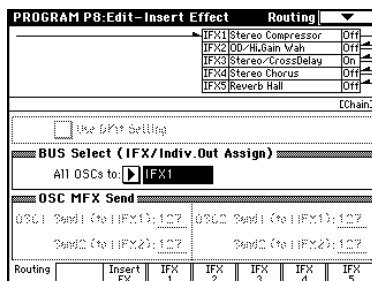 PROGRAM P8:Edit-Insert Effect Routing
IFX1 Stereo Compressor Off
IFX2 OD/Hi.Gain Wah Off
IFX3 Stereo/CrossDelay On
IFX4 Stereo Chorus Off
IFX5 Reverb Hall Off
[Chain]
Use DKit Setting
BUS Select (IFX/Indiv.Out Assign)
All OSCs to: IFX1
OSC MFX Send
OSC1 Send1 (to MFX1): 127 OSC2 Send1 (to MFX1): 127
Send2 (to MFX2): 127 Send2 (to MFX2): 127
Routing Insert FX IFX 1 IFX 2 IFX 3 IFX 4 IFX 5